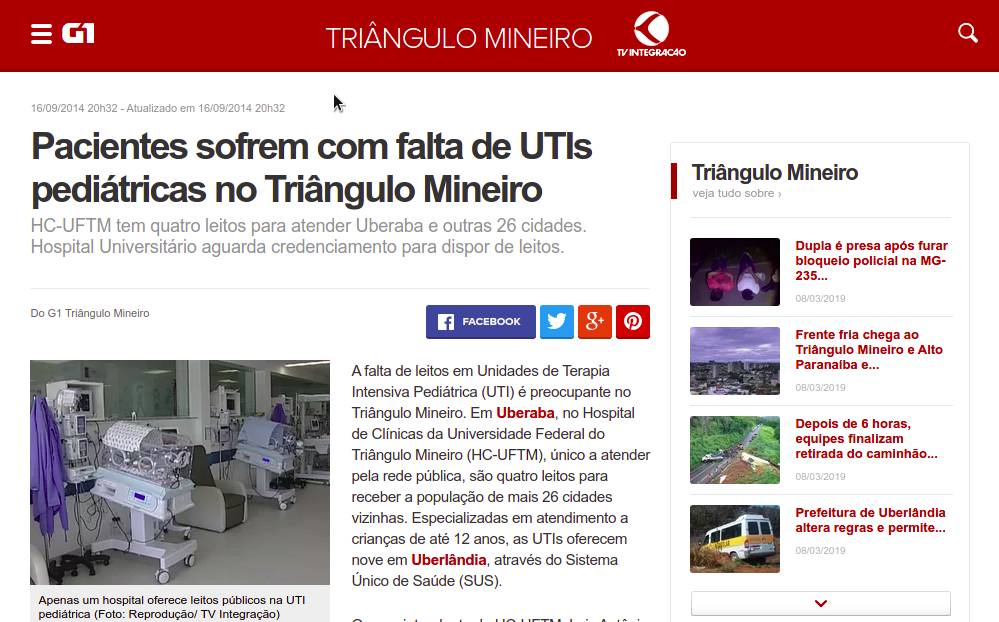 G1
TRIÂNGULO MINEIRO
TV INTEGRAÇÃO
16/09/2014 20h32 - Atualizado em 16/09/2014 20h32
Pacientes sofrem com falta de UTIs
pediátricas no Triângulo Mineiro
HC-UFTM tem quatro leitos para atender Uberaba e outras 26 cidades.
Hospital Universitário aguarda credenciamento para dispor de leitos.
Do G1 Triângulo Mineiro
FACEBOOK
g+
A falta de leitos em Unidades de Terapia
Intensiva Pediátrica (UTI) é preocupante no
Triângulo Mineiro. Em Uberaba, no Hospital
de Clínicas da Universidade Federal do
Triângulo Mineiro (HC-UFTM), único a atender
pela rede pública, são quatro leitos para
receber a população de mais 26 cidades
vizinhas. Especializadas em atendimento a
crianças de até 12 anos, as UTIs oferecem
nove em Uberlândia, através do Sistema
Único de Saúde (SUS).
Apenas um hospital oferece leitos públicos na UTI
pediátrica (Foto: Reprodução/ TV Integração)
Triângulo Mineiro
veja tudo sobre ›
Dupla é presa após furar
bloqueio policial na MG-
235...
08/03/2019
Frente fria chega ao
Triângulo Mineiro e Alto
Paranaíba e...
08/03/2019
Depois de 6 horas,
equipes finalizam
retirada do caminhão...
08/03/2019
Prefeitura de Uberlândia
altera regras e permite...
08/03/2019